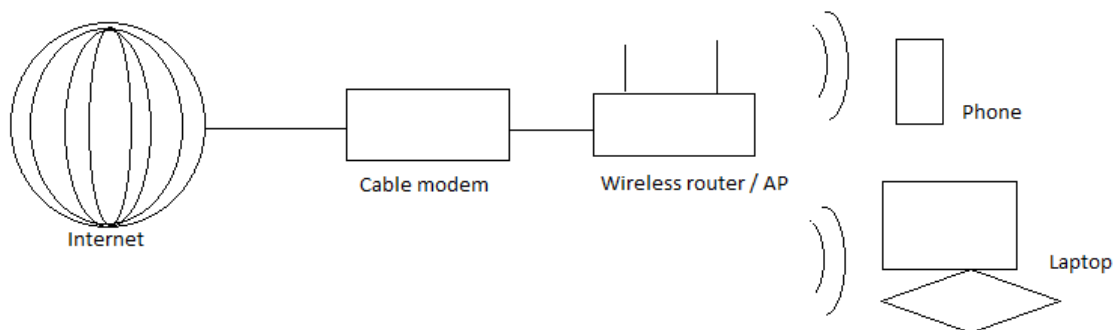 Internet
Cable modem
Wireless router / AP
Phone
Laptop